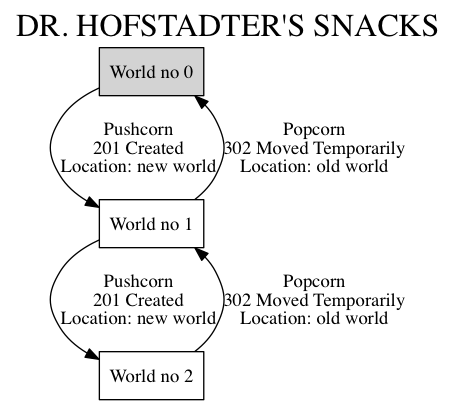 DR. HOFSTADTER'S SNACKS
World no 0
Pushcorn
201 Created
Location: new world
Popcorn
302 Moved Temporarily
Location: old world
World no 1
Pushcorn
201 Created
Location: new world
Popcorn
302 Moved Temporarily
Location: old world
World no 2